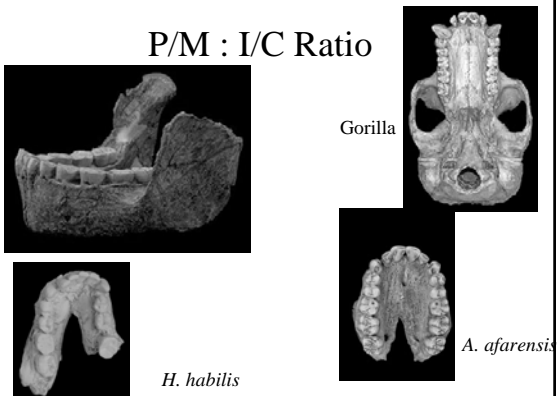 P/M : I/C Ratio
Gorilla
A. afarensis
H. habilis